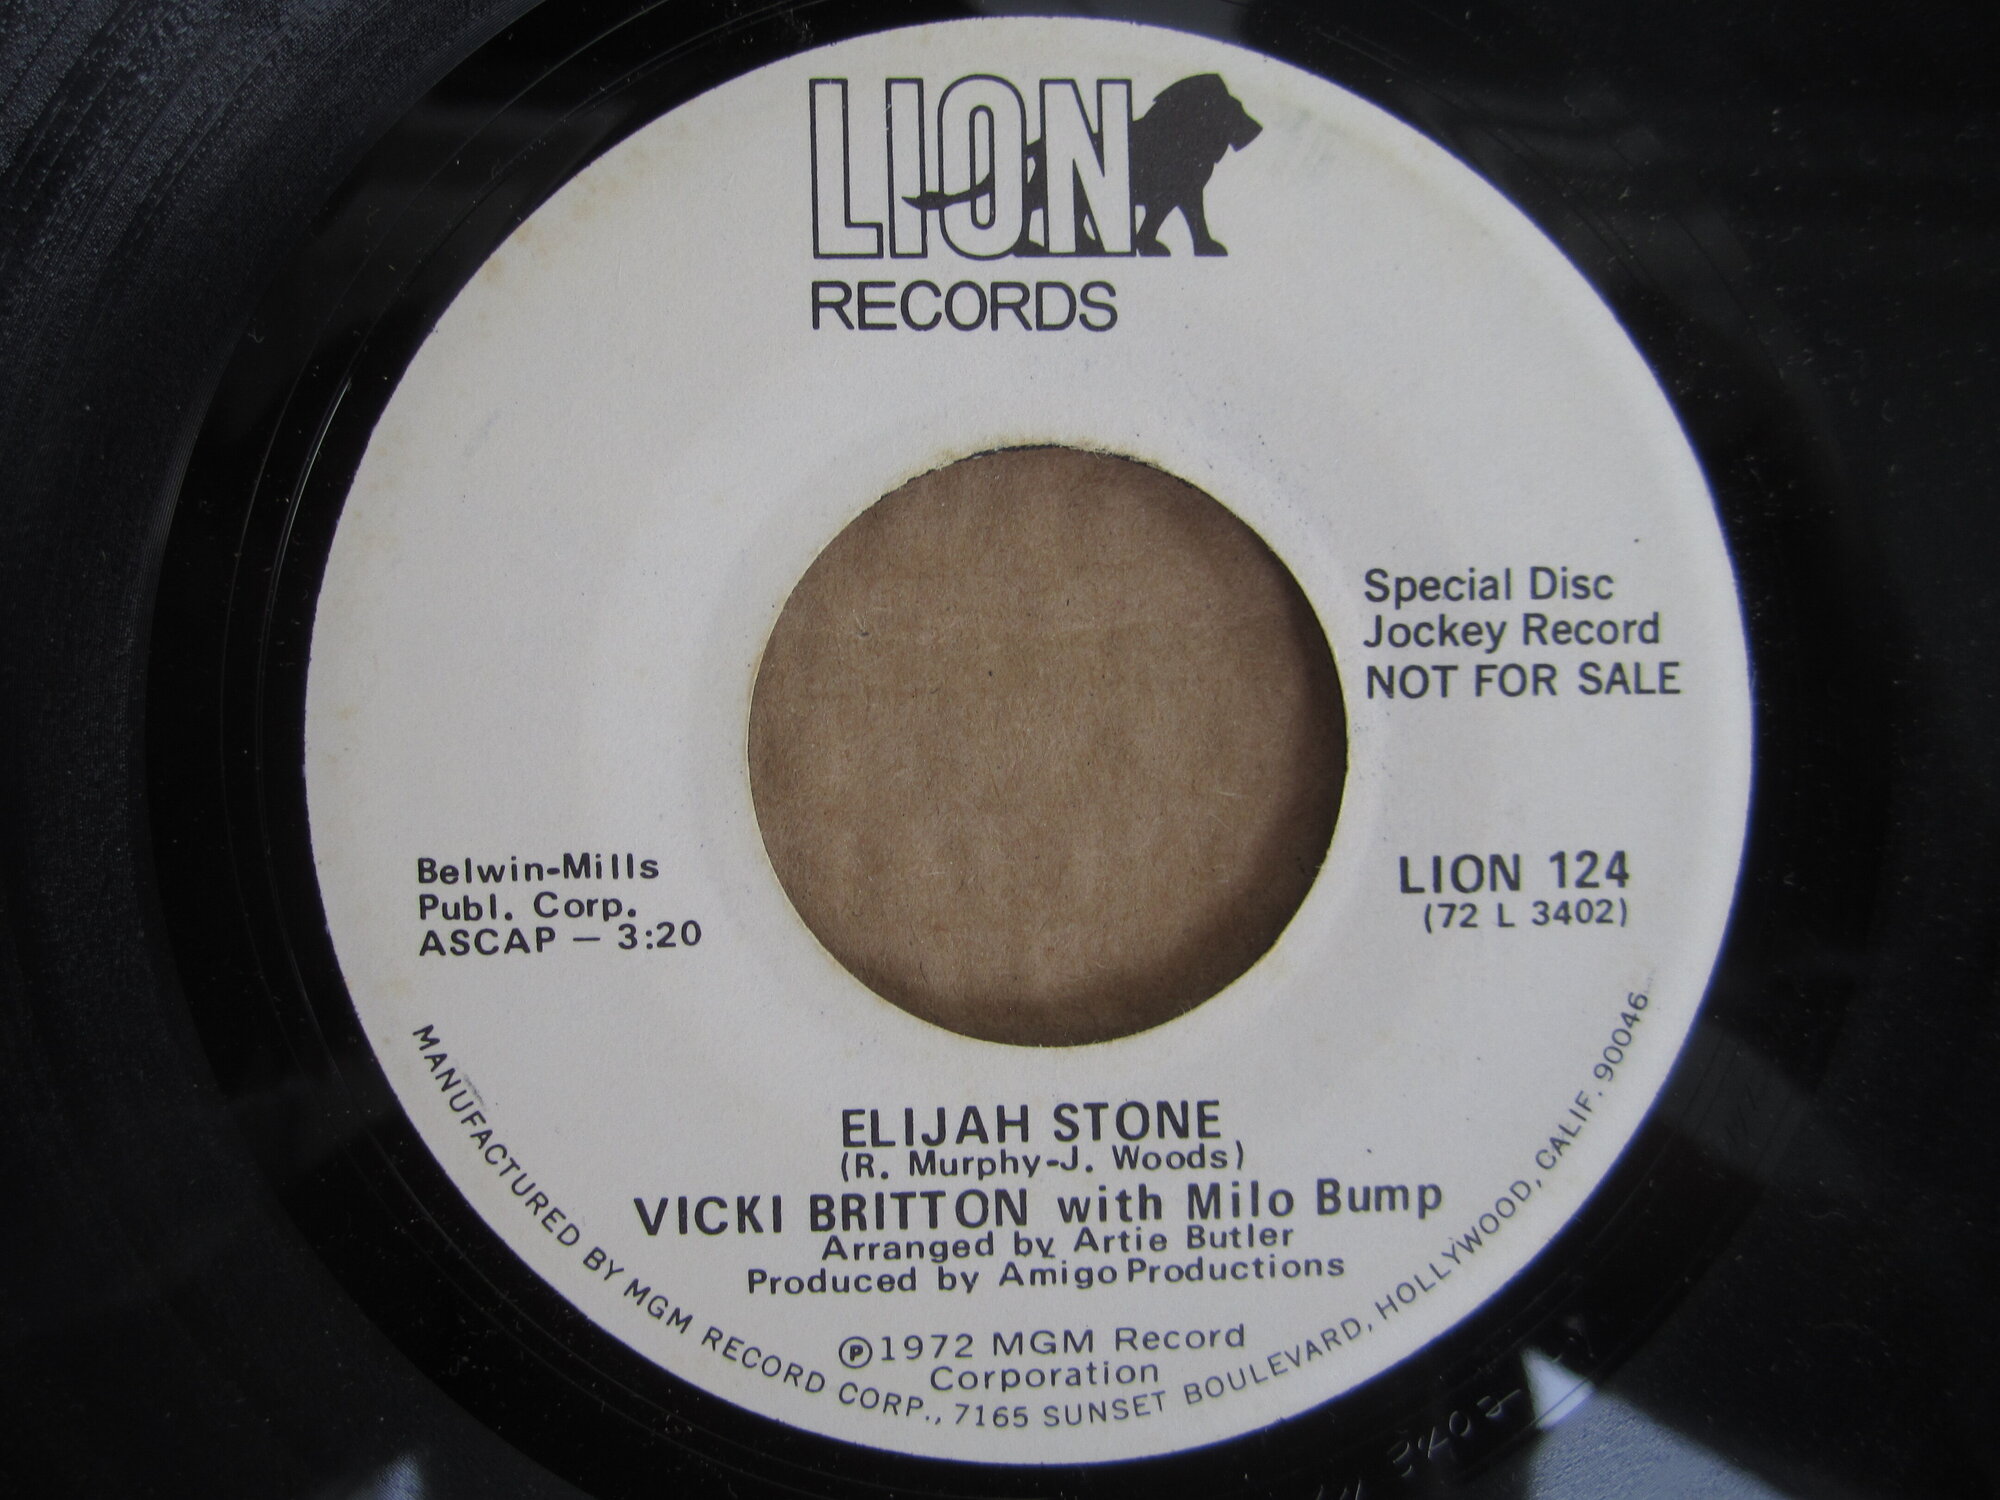 LION
RECORDS
Special Disc
Jockey Record
NOT FOR SALE
Belwin-Mills
Publ. Corp.
ASCAP — 3:20
LION 124
(72 L 3402)
ELIJAH STONE
(R. Murphy-J. Woods)
VICKI BRITTON with Milo Bump
Arranged by Artie Butler
Produced by Amigo Productions
Ⓟ1972 MGM Record
Corporation
MANUFACTURED BY MGM RECORD CORP., 7165 SUNSET BOULEVARD, HOLLYWOOD, CALIF. 90046